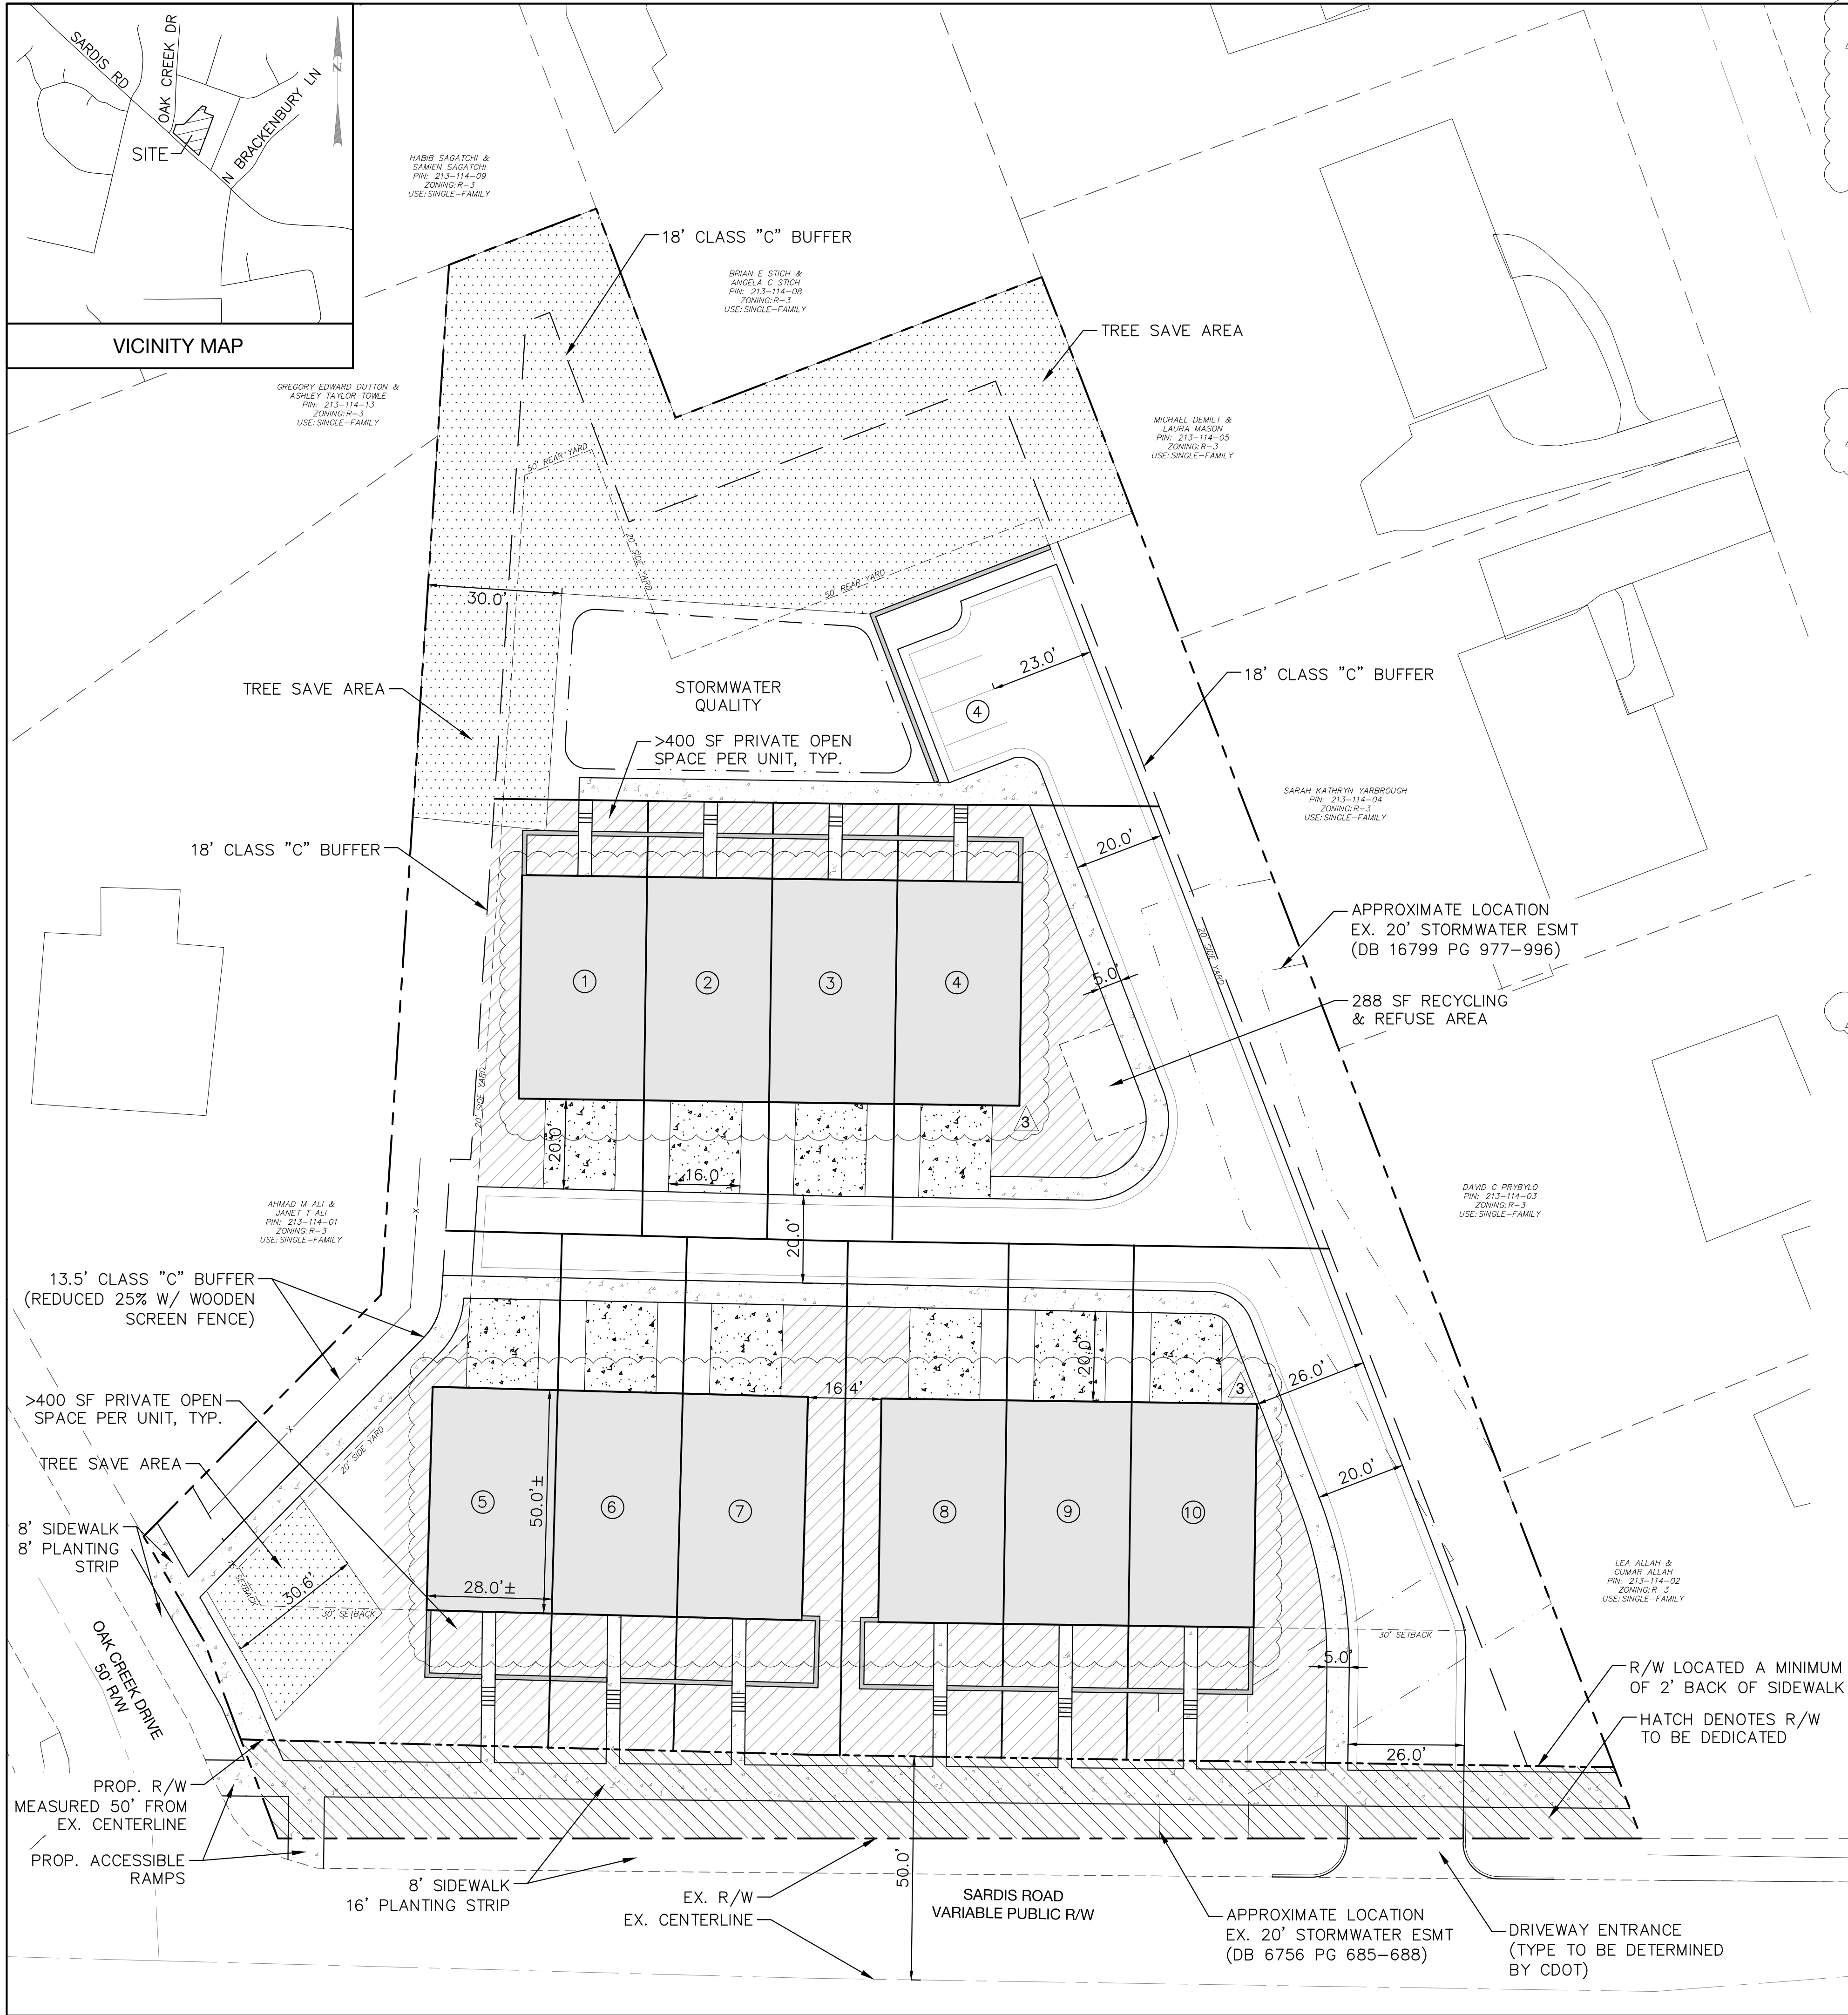 SARDIS RD
OAK CREEK DR
N BRACKENBURY LN
N
SITE
VICINITY MAP
HABIB SAGATCHI &
SAMIEN SAGATCHI
PIN: 213-114-09
ZONING: R-3
USE: SINGLE-FAMILY
18' CLASS "C" BUFFER
BRIAN E STICH &
ANGELA C STICH
PIN: 213-114-08
ZONING: R-3
USE: SINGLE-FAMILY
TREE SAVE AREA
GREGORY EDWARD DUTTON &
ASHLEY TAYLOR TOWLE
PIN: 213-114-13
ZONING: R-3
USE: SINGLE-FAMILY
MICHAEL DEMILT &
LAURA MASON
PIN: 213-114-05
ZONING: R-3
USE: SINGLE-FAMILY
50' REAR YARD
20' SIDE YARD
50' REAR YARD
30.0'
23.0'
TREE SAVE AREA
STORMWATER
QUALITY
4
18' CLASS "C" BUFFER
>400 SF PRIVATE OPEN
SPACE PER UNIT, TYP.
SARAH KATHRYN YARBROUGH
PIN: 213-114-04
ZONING: R-3
USE: SINGLE-FAMILY
18' CLASS "C" BUFFER
20.0'
APPROXIMATE LOCATION
EX. 20' STORMWATER ESMT
(DB 16799 PG 977-996)
20' SIDE YARD
1
2
3
4
5.0'
288 SF RECYCLING
& REFUSE AREA
20' SIDE YARD
3
20.0'
16.0'
AHMAD M ALI &
JANET T ALI
PIN: 213-114-01
ZONING: R-3
USE: SINGLE-FAMILY
X
20.0'
DAVID C PRYBYLO
PIN: 213-114-03
ZONING: R-3
USE: SINGLE-FAMILY
13.5' CLASS "C" BUFFER
(REDUCED 25% W/ WOODEN
SCREEN FENCE)
X
20.0'
26.0'
16.4'
3
>400 SF PRIVATE OPEN
SPACE PER UNIT, TYP.
X
20' SIDE YARD
TREE SAVE AREA
20.0'
5
50.0'±
6
7
8
9
10
8' SIDEWALK
8' PLANTING
STRIP
28.0'±
30.6'
30' SETBACK
LEA ALLAH &
CUMAR ALLAH
PIN: 213-114-02
ZONING: R-3
USE: SINGLE-FAMILY
30' SETBACK
OAK CREEK DRIVE
50' R/W
5.0'
R/W LOCATED A MINIMUM
OF 2' BACK OF SIDEWALK
HATCH DENOTES R/W
TO BE DEDICATED
26.0'
PROP. R/W
MEASURED 50' FROM
EX. CENTERLINE
PROP. ACCESSIBLE
RAMPS
8' SIDEWALK
16' PLANTING STRIP
50.0'
EX. R/W
EX. CENTERLINE
SARDIS ROAD
VARIABLE PUBLIC R/W
APPROXIMATE LOCATION
EX. 20' STORMWATER ESMT
(DB 6756 PG 685-688)
DRIVEWAY ENTRANCE
(TYPE TO BE DETERMINED
BY CDOT)